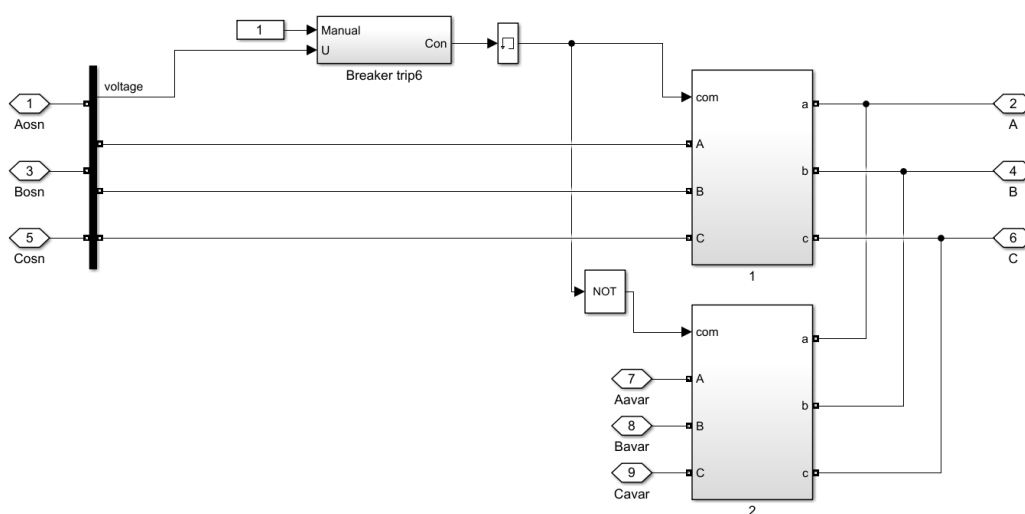 1
Manual
U
Con
Breaker trip6
voltage
1
Aosn
3
Bosn
5
Cosn
com
A
B
C
a
b
c
1
2
A
4
B
6
C
NOT
com
A
B
C
a
b
c
2
7
Aavar
8
Bavar
9
Cavar